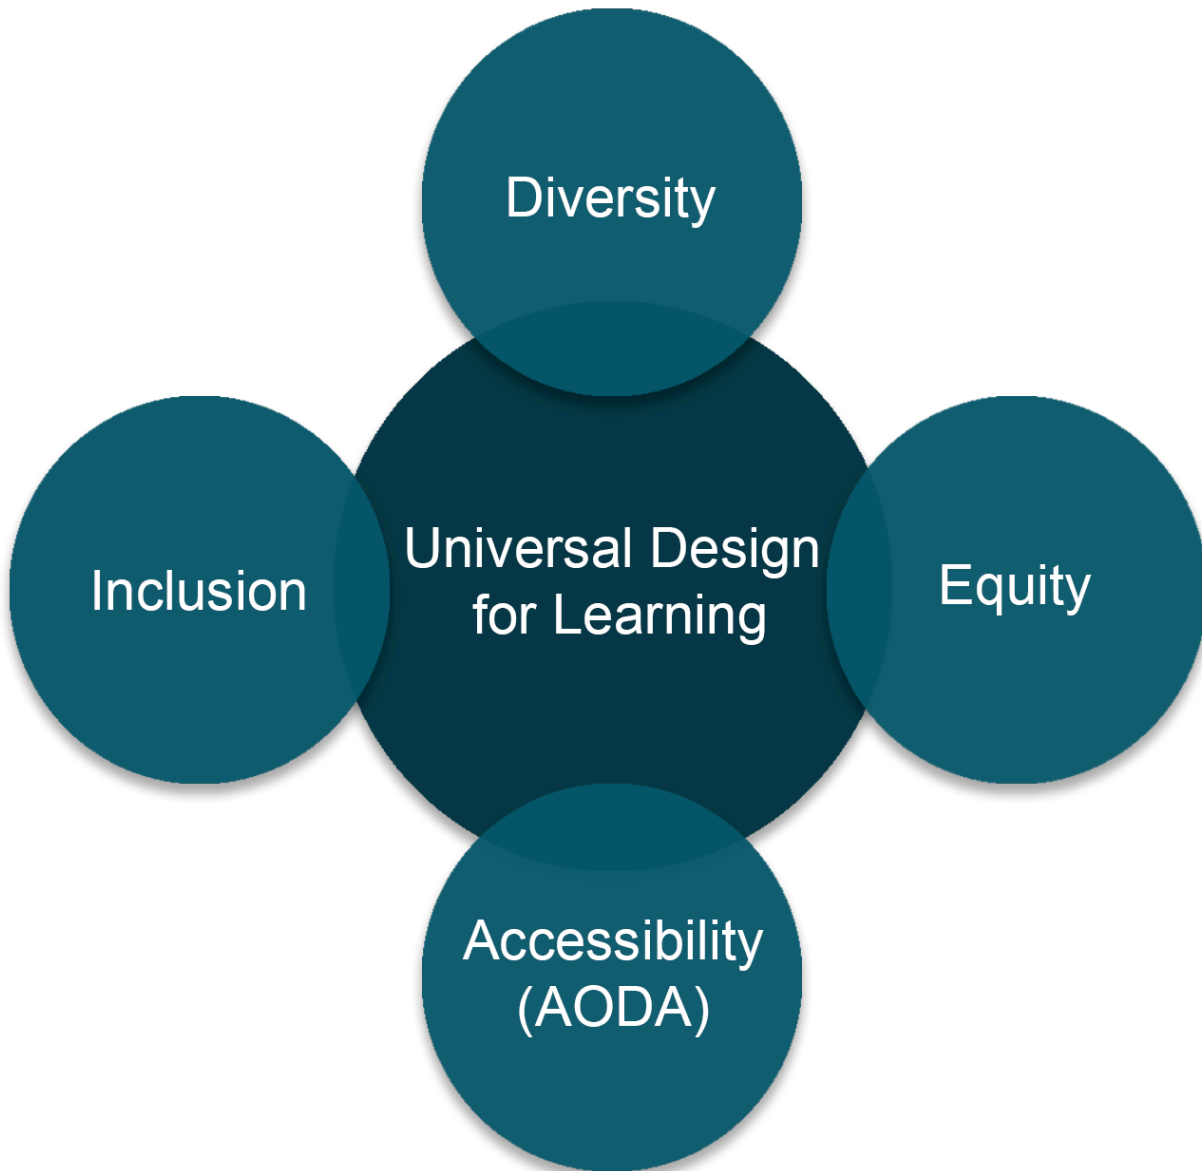 Diversity
Inclusion
Universal Design
for Learning
Equity
Accessibility
(AODA)